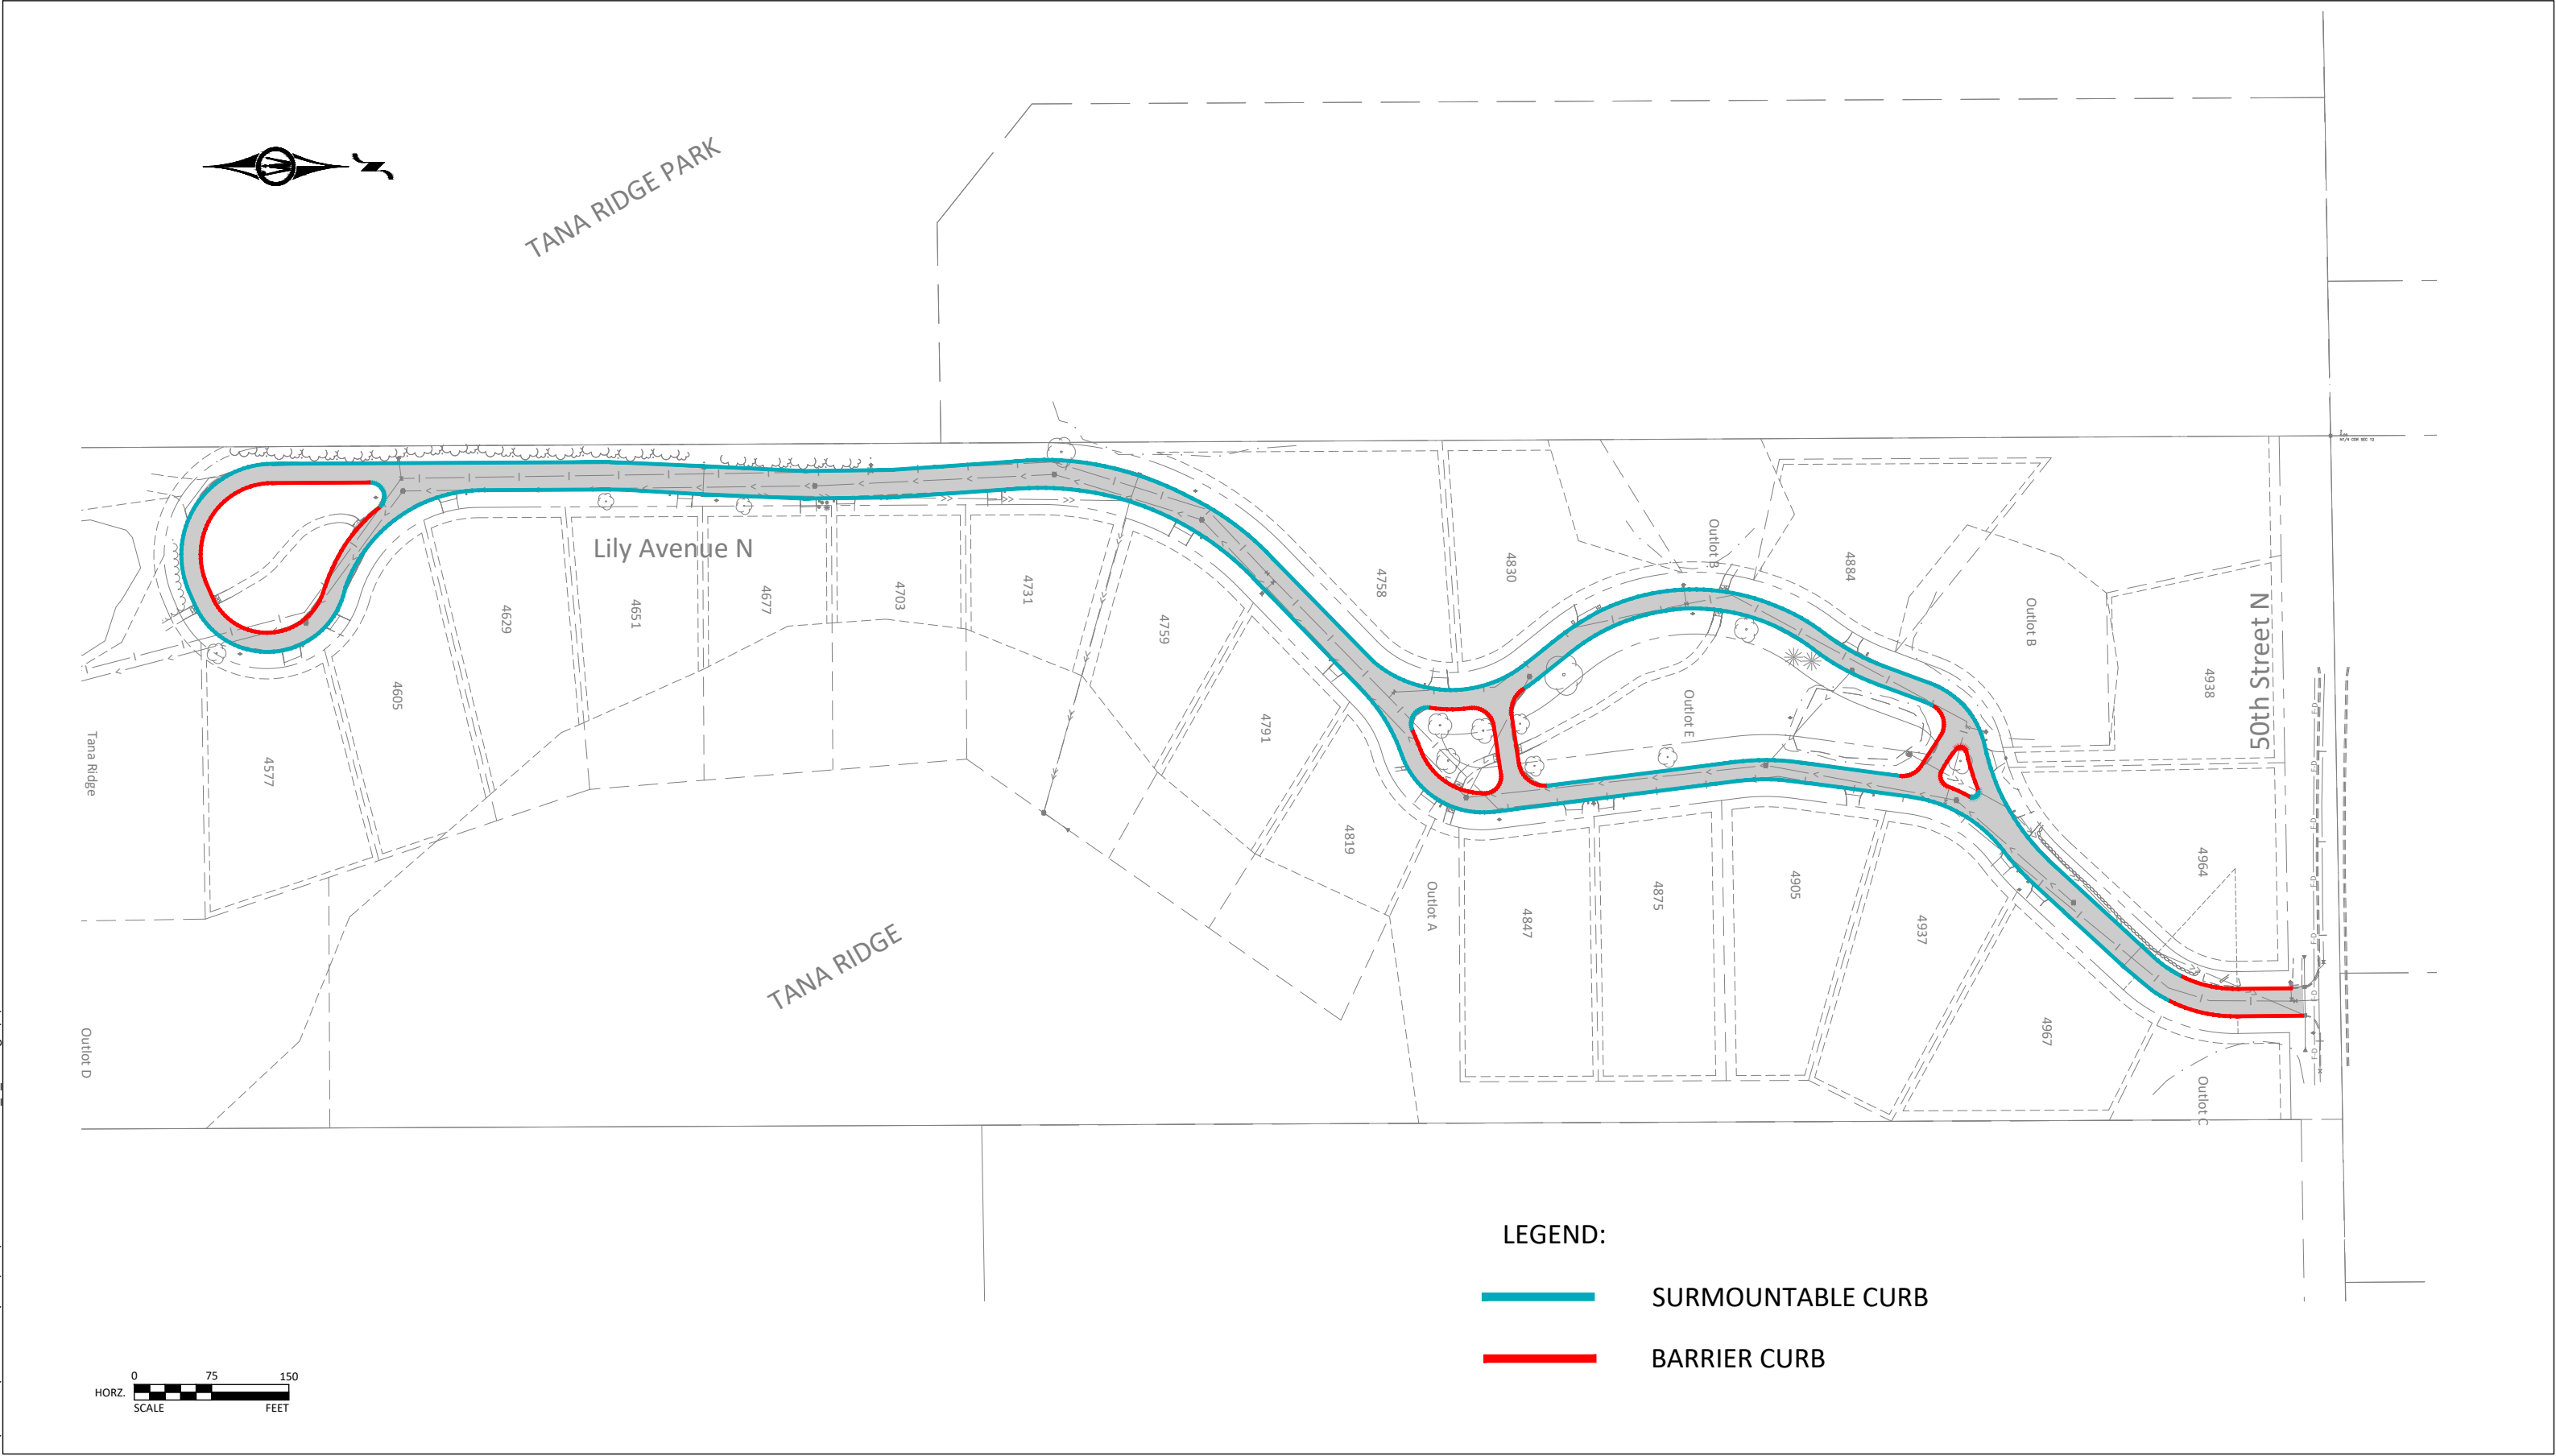 TANA RIDGE PARK
Lily Avenue N
50th Street N
4758
4830
Outlot B
4884
Outlot B
4938
4629
4651
4677
4703
4731
4759
4605
4577
4791
Outlot E
4819
4964
Tana Ridge
Outlot A
4847
4875
4905
4937
TANA RIDGE
4967
Outlot D
Outlot C
LEGEND:
SURMOUNTABLE CURB
BARRIER CURB
0 75 150
HORZ.
SCALE FEET